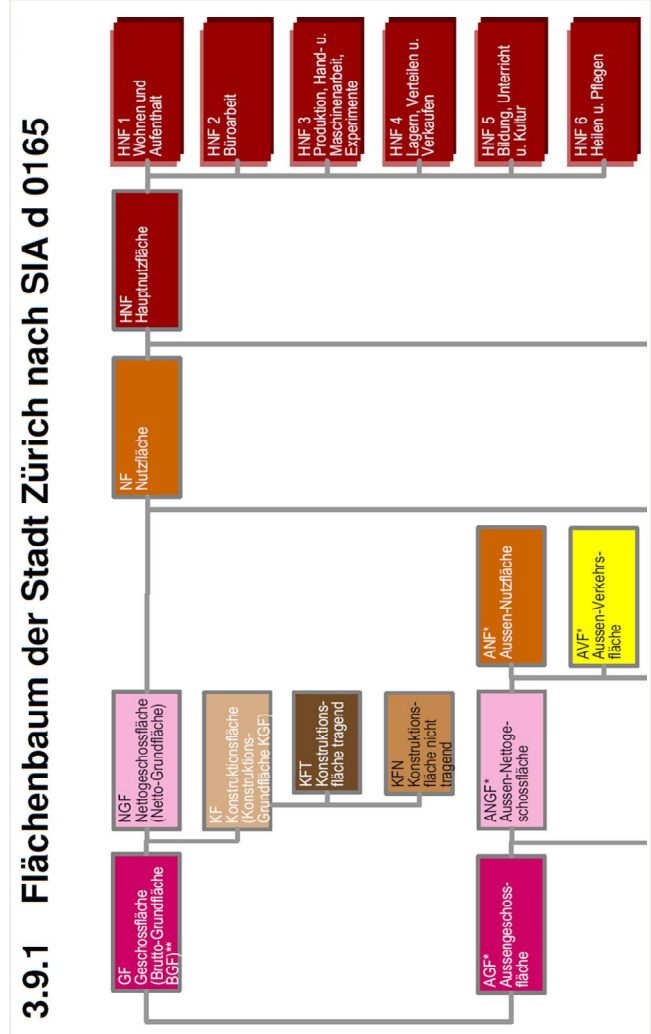 3.9.1 Flächenbaum der Stadt Zürich nach SIA d 0165
GF
Geschossfläche
(Brutto-Grundfläche
BGF)**
NGF
Nettogeschossfläche
(Netto-Grundfläche)
NF
Nutzfläche
HNF
Hauptnutzfläche
HNF 1
Wohnen und
Aufenthalt
KF
Konstruktionsfläche
(Konstruktions-
Grundfläche KGF)
HNF 2
Büroarbeit
KFT
Konstruktions-
fläche tragend
HNF 3
Produktion, Hand- u.
Maschinenarbeit,
Experimente
KFN
Konstruktions-
fläche nicht
tragend
HNF 4
Lagern, Verteilen u.
Verkaufen
AGF*
Aussengeschoss-
fläche
ANGF*
Aussen-Nettoge-
schossfläche
ANF*
Aussen-Nutzfläche
HNF 5
Bildung, Unterricht
u. Kultur
AVF*
Aussen-Verkehrs-
fläche
HNF 6
Heilen u. Pflegen